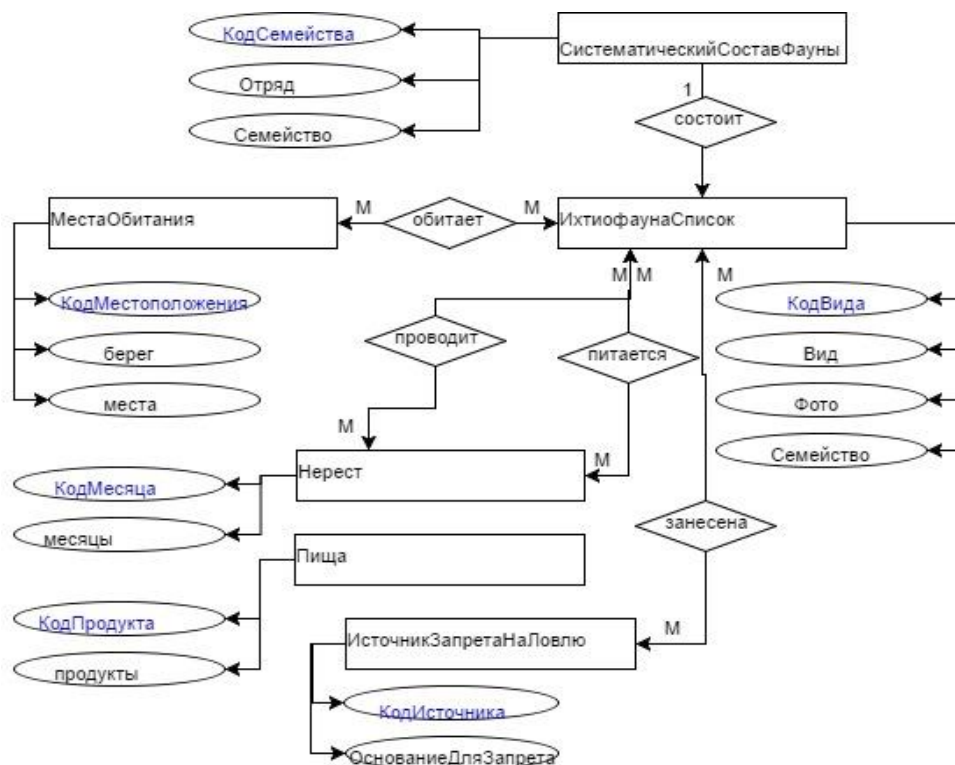 КодСемейства
СистематическийСоставФауны
Отряд
1
состоит
Семейство
МестаОбитания
М
обитает
М
ИхтиофаунаСписок
М М
М
КодМестоположения
КодВида
проводит
питается
берег
Вид
места
Фото
М
Семейство
Нерест
М
КодМесяца
занесена
месяцы
Пища
КодПродукта
М
ИсточникЗапретаНаЛовлю
продукты
КодИсточника
ОснованиеДляЗапрета